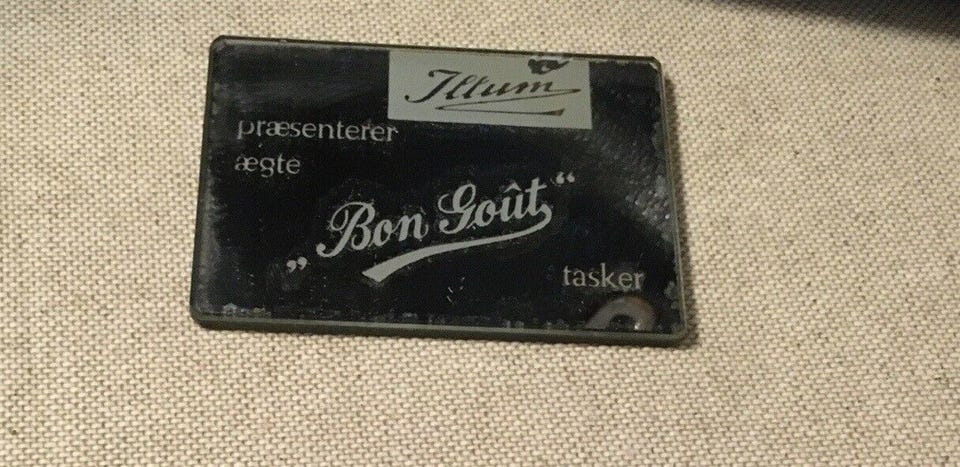 Illum
præsenterer
ægte
„Bon Goût“
tasker